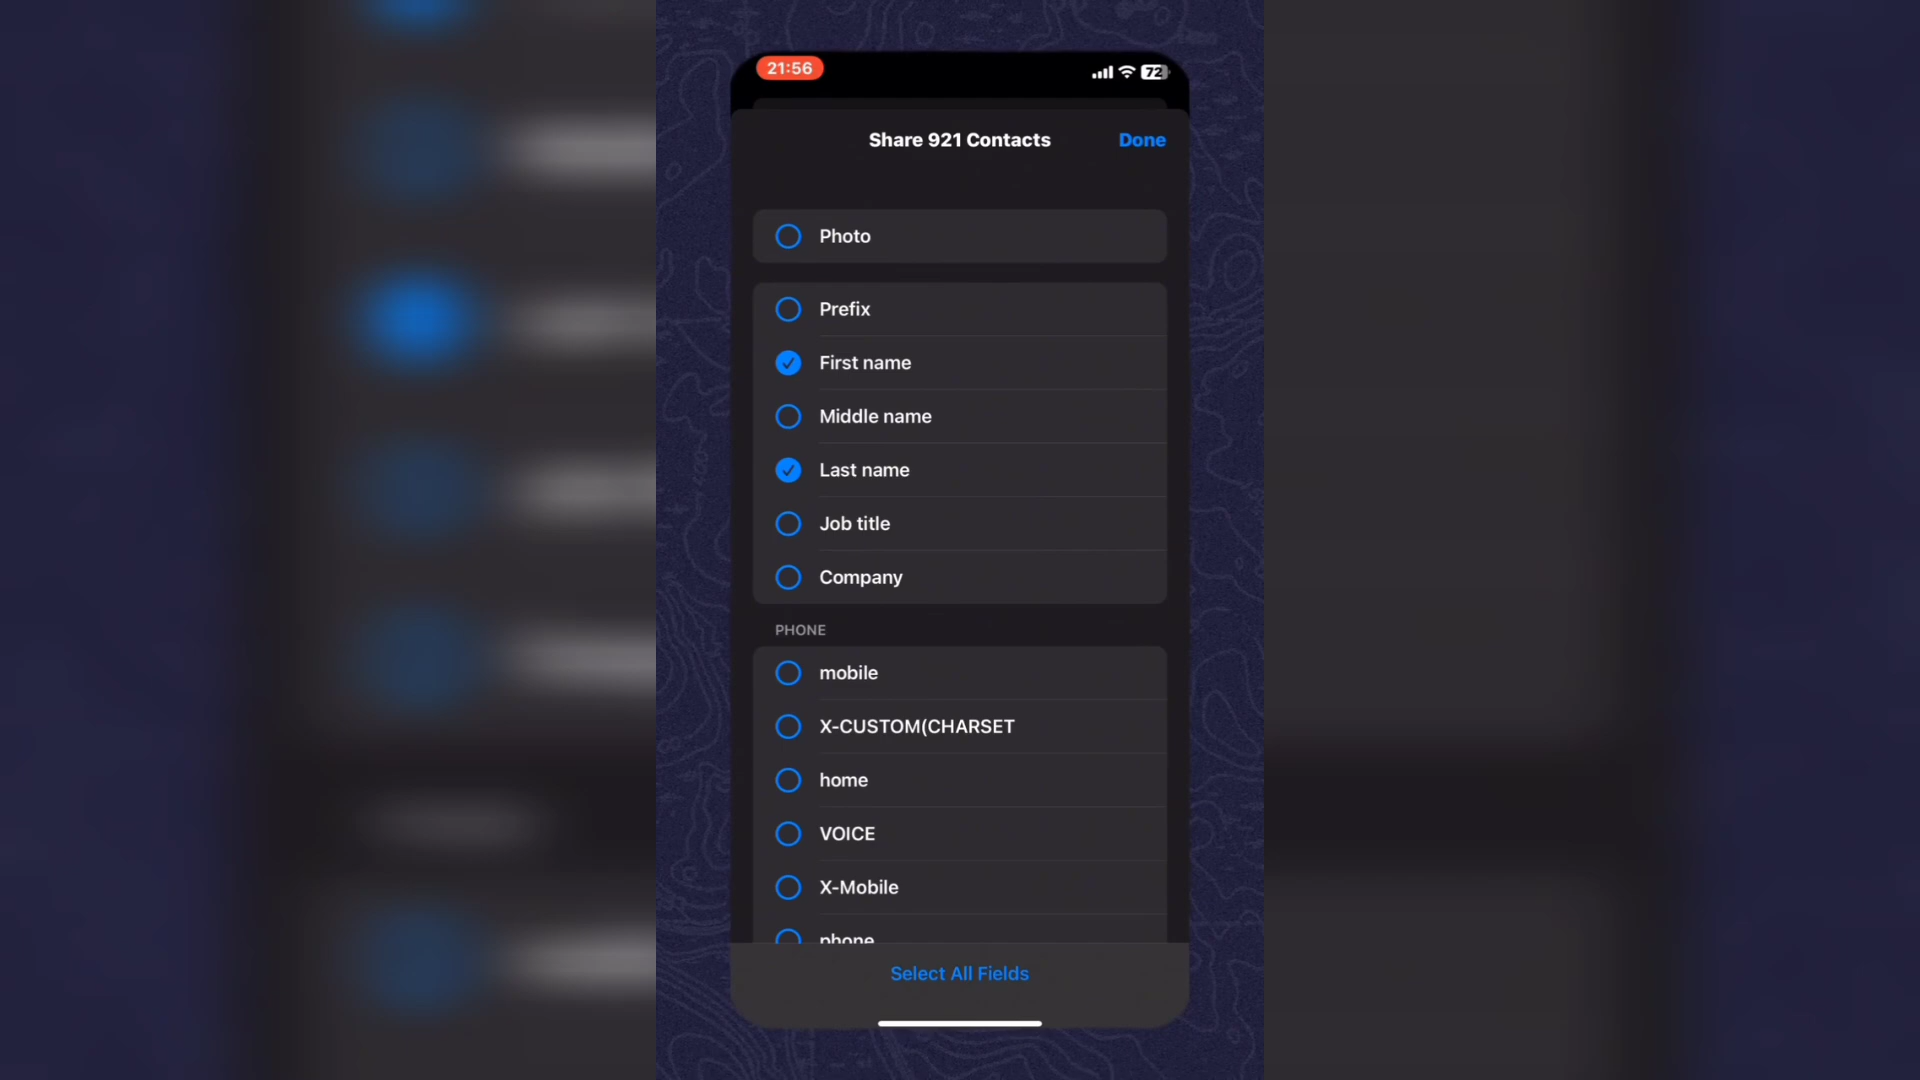 21:56
72
Share 921 Contacts
Done
Photo
Prefix
First name
Middle name
Last name
Job title
Company
PHONE
mobile
X-CUSTOM(CHARSET
home
VOICE
X-Mobile
phone
Select All Fields